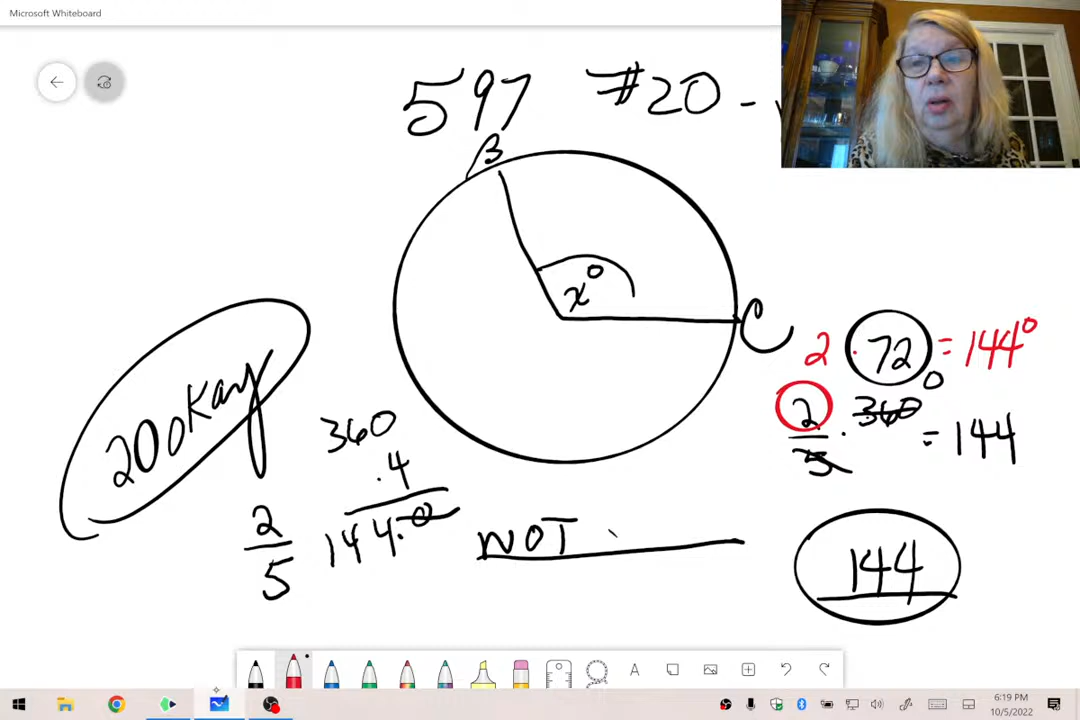 Microsoft Whiteboard
597 #20 -
B
x°
C
2 · 72 = 144°
2/5 · 360° = 144
200Kay
360
.4
144.0
2
5
NOT
144
A
6:19 PM
10/5/2022